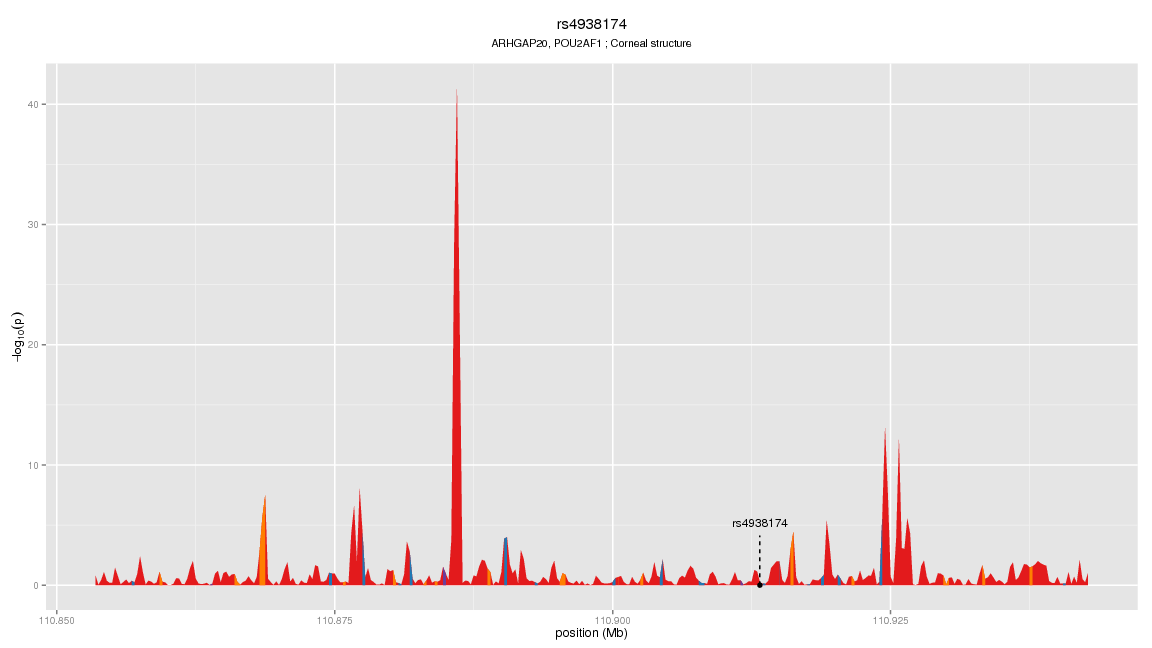 rs4938174
ARHGAP20, POU2AF1 ; Corneal structure
40
30
20
10
0
−log10(p)
rs4938174
110.850
110.875
110.900
110.925
position (Mb)